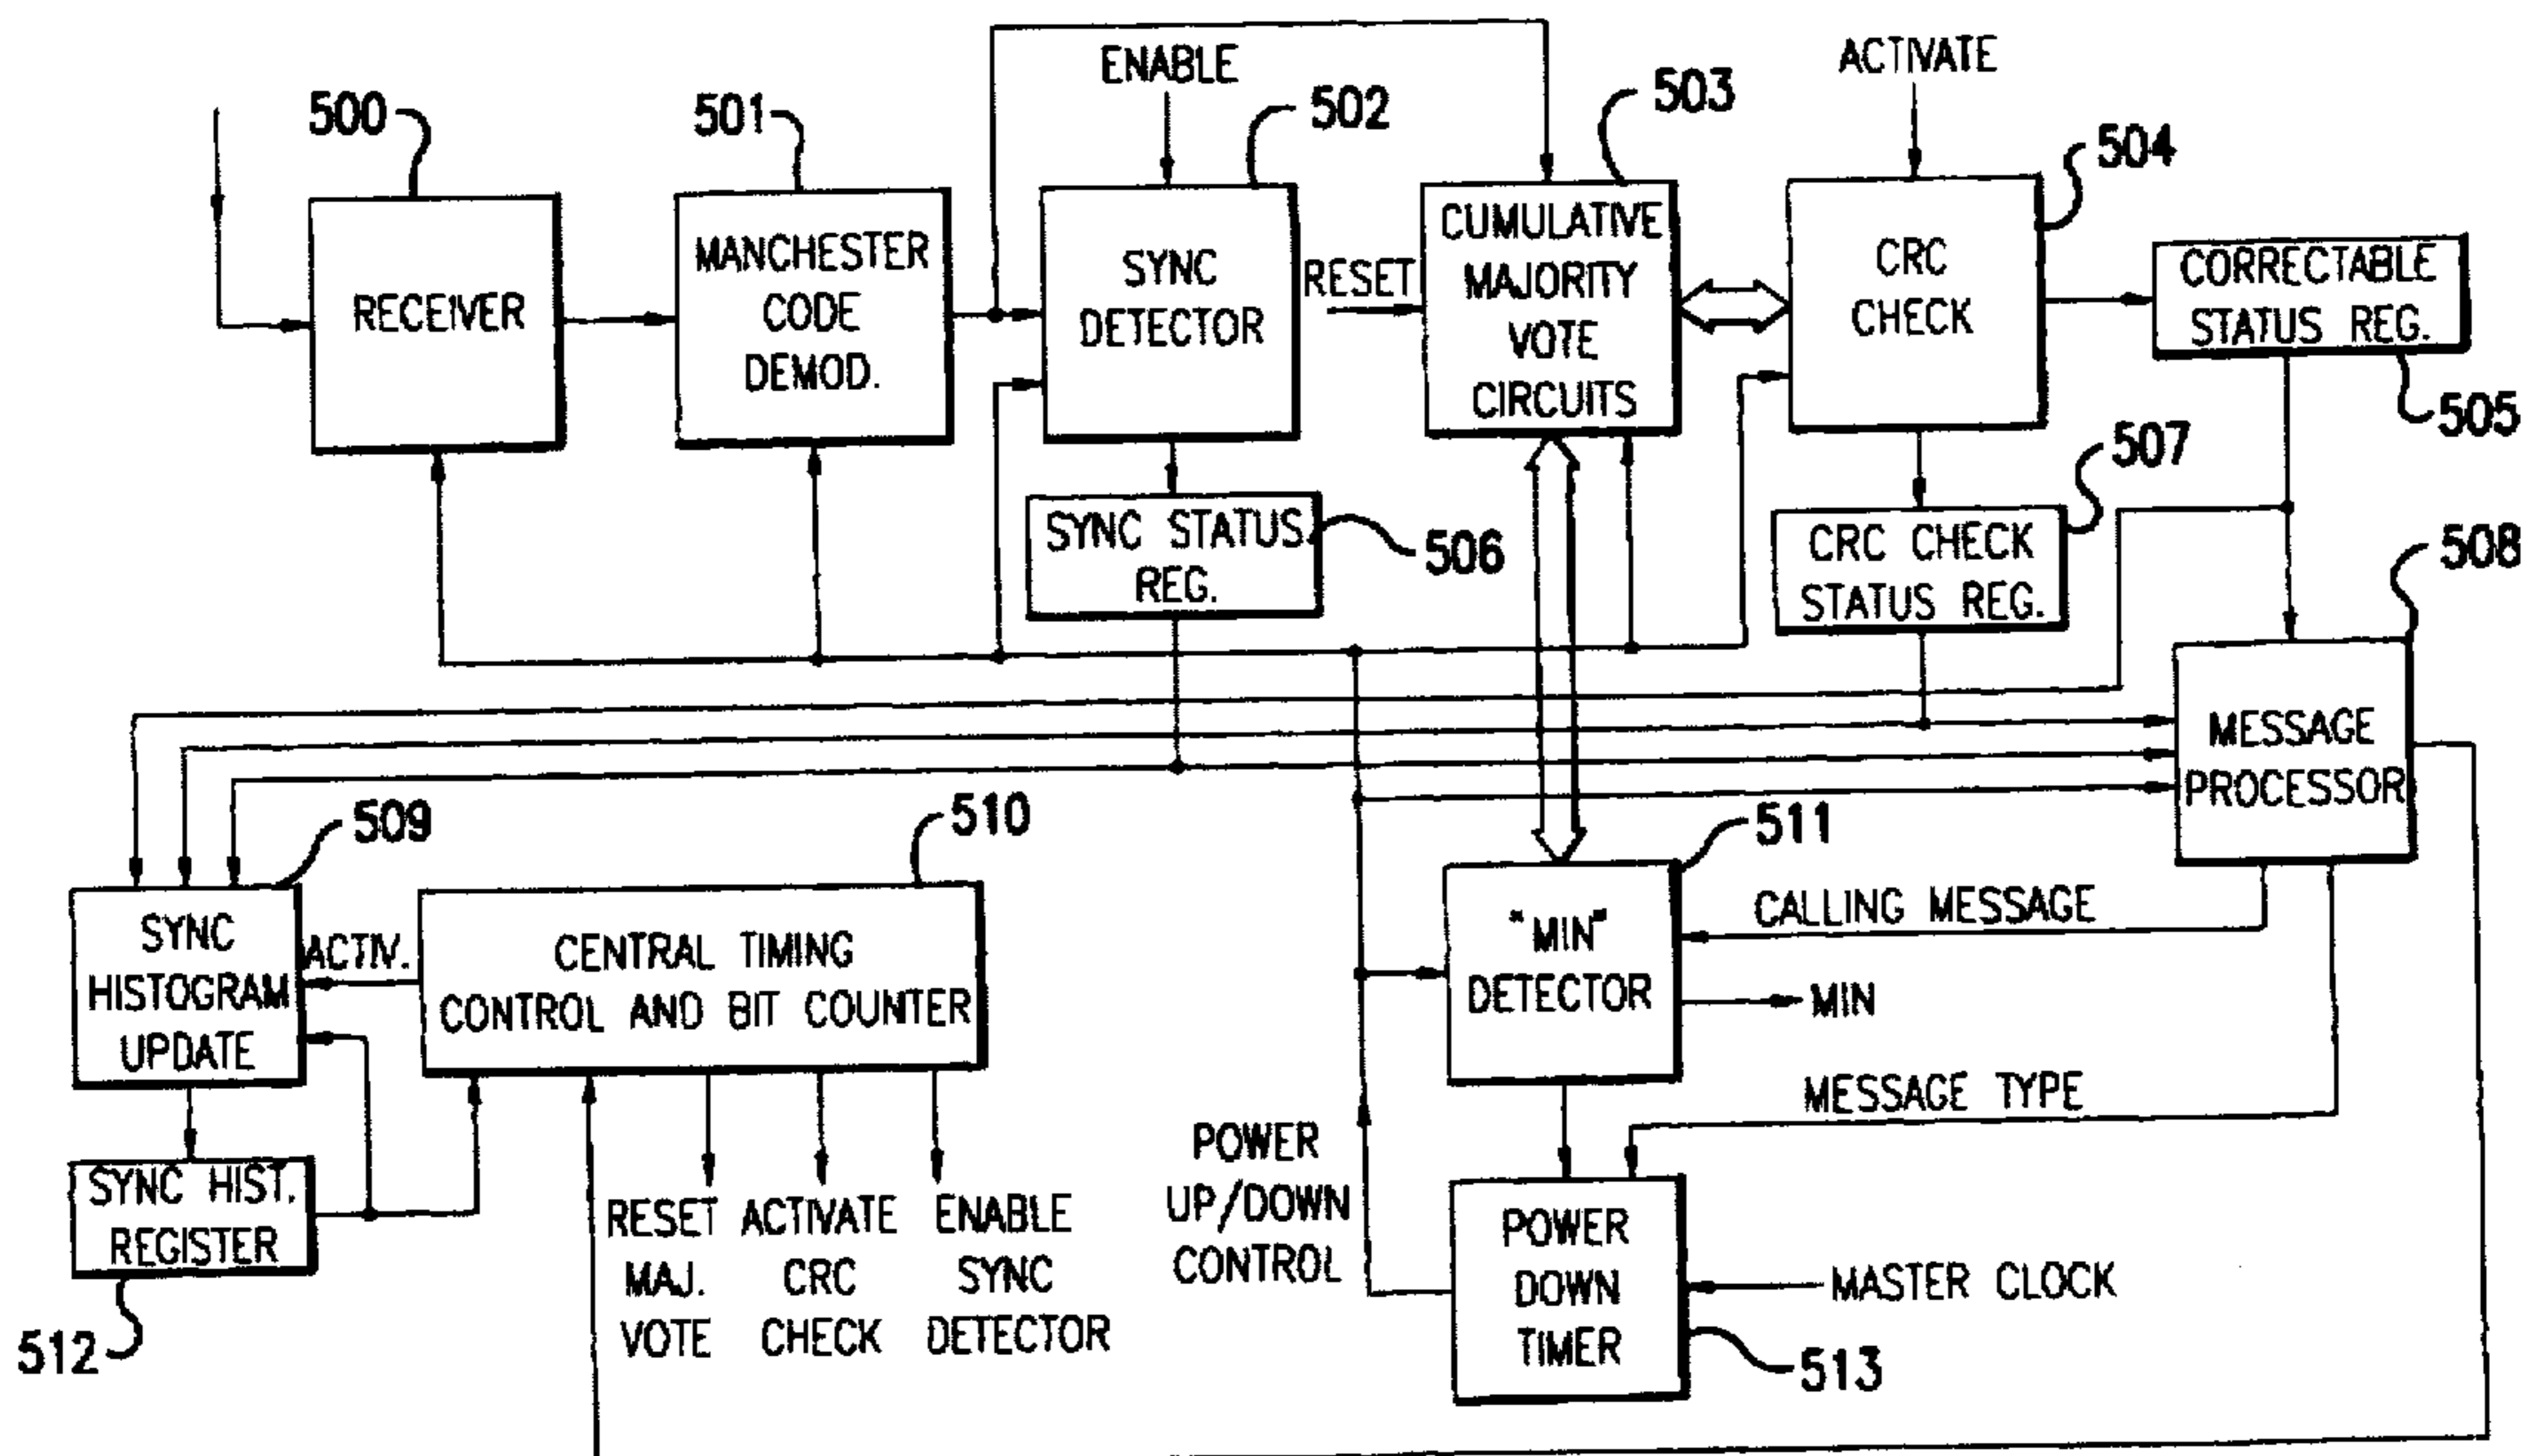 ENABLE
ACTIVATE
500
501
502
503
504
RECEIVER
MANCHESTER
CODE
DEMOD.
SYNC
DETECTOR
RESET
CUMULATIVE
MAJORITY
VOTE
CIRCUITS
CRC
CHECK
CORRECTABLE
STATUS REG.
505
SYNC STATUS
REG.
506
507
CRC CHECK
STATUS REG.
508
MESSAGE
PROCESSOR
509
510
511
SYNC
HISTOGRAM
UPDATE
ACTIV.
CENTRAL TIMING
CONTROL AND BIT COUNTER
"MIN"
DETECTOR
CALLING MESSAGE
MIN
MESSAGE TYPE
SYNC HIST.
REGISTER
512
RESET
MAJ.
VOTE
ACTIVATE
CRC
CHECK
ENABLE
SYNC
DETECTOR
POWER
UP/DOWN
CONTROL
POWER
DOWN
TIMER
MASTER CLOCK
513